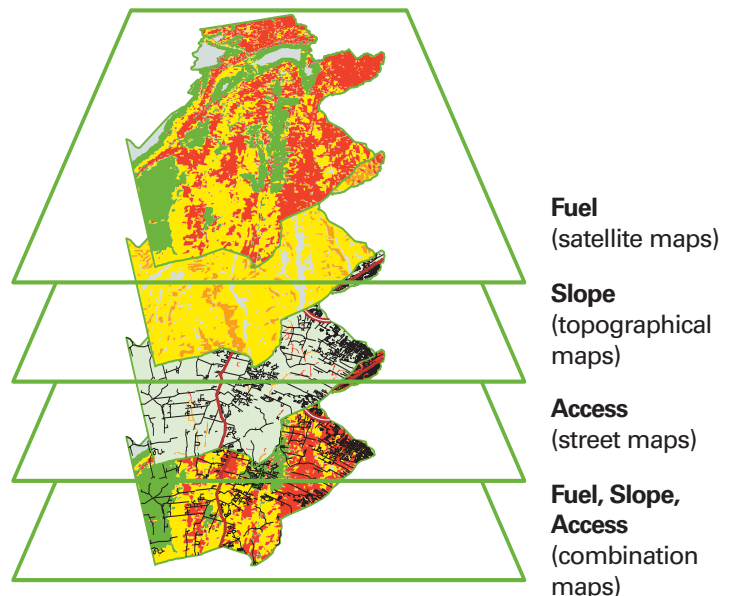 Fuel
(satellite maps)
Slope
(topographical
maps)
Access
(street maps)
Fuel, Slope,
Access
(combination
maps)